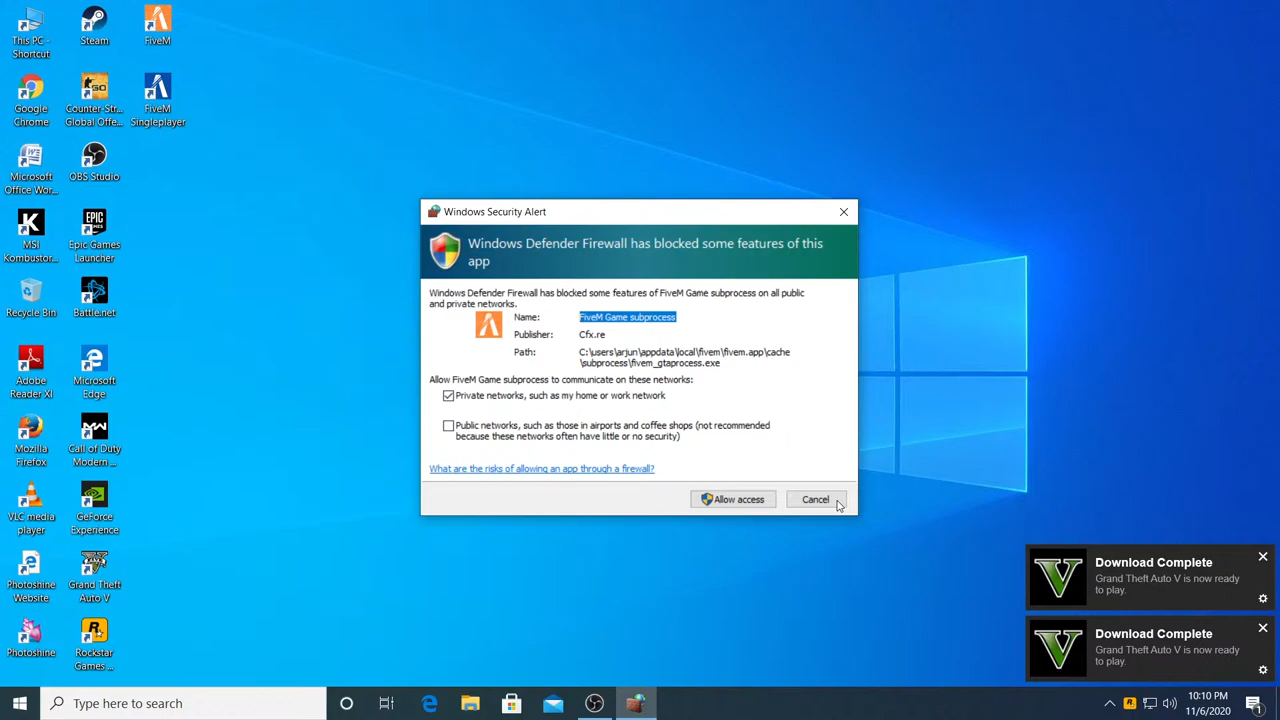 This PC -
Shortcut
Steam
FiveM
Google
Chrome
Counter-Str...
Global Offe...
FiveM
Singleplayer
Microsoft
Office Wor...
OBS Studio
K
MSI
Kombustor...
EPIC
GAMES
Epic Games
Launcher
Recycle Bin
Battle.net
Adobe
Reader XI
Microsoft
Edge
Mozilla
Firefox
Call of Duty
Modern ...
VLC media
player
GeForce
Experience
Photoshine
Website
Grand Theft
Auto V
Photoshine
Rockstar
Games ...
Windows Security Alert
Windows Defender Firewall has blocked some features of this
app
Windows Defender Firewall has blocked some features of FiveM Game subprocess on all public
and private networks.
Name: FiveM Game subprocess
Publisher: Cfx.re
Path: C:\users\arjun\appdata\local\fivem\fivem.app\cache
\subprocess\fivem_gtaprocess.exe
Allow FiveM Game subprocess to communicate on these networks:
Private networks, such as my home or work network
Public networks, such as those in airports and coffee shops (not recommended
because these networks often have little or no security)
What are the risks of allowing an app through a firewall?
Allow access
Cancel
Download Complete
Grand Theft Auto V is now ready
to play.
Download Complete
Grand Theft Auto V is now ready
to play.
Type here to search
10:10 PM
11/6/2020
1